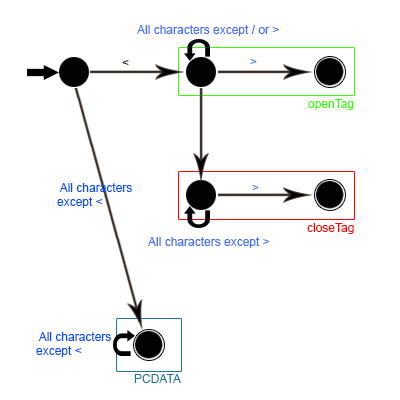 All characters except / or >
<
>
openTag
All characters
except <
>
closeTag
All characters except >
All characters
except <
PCDATA